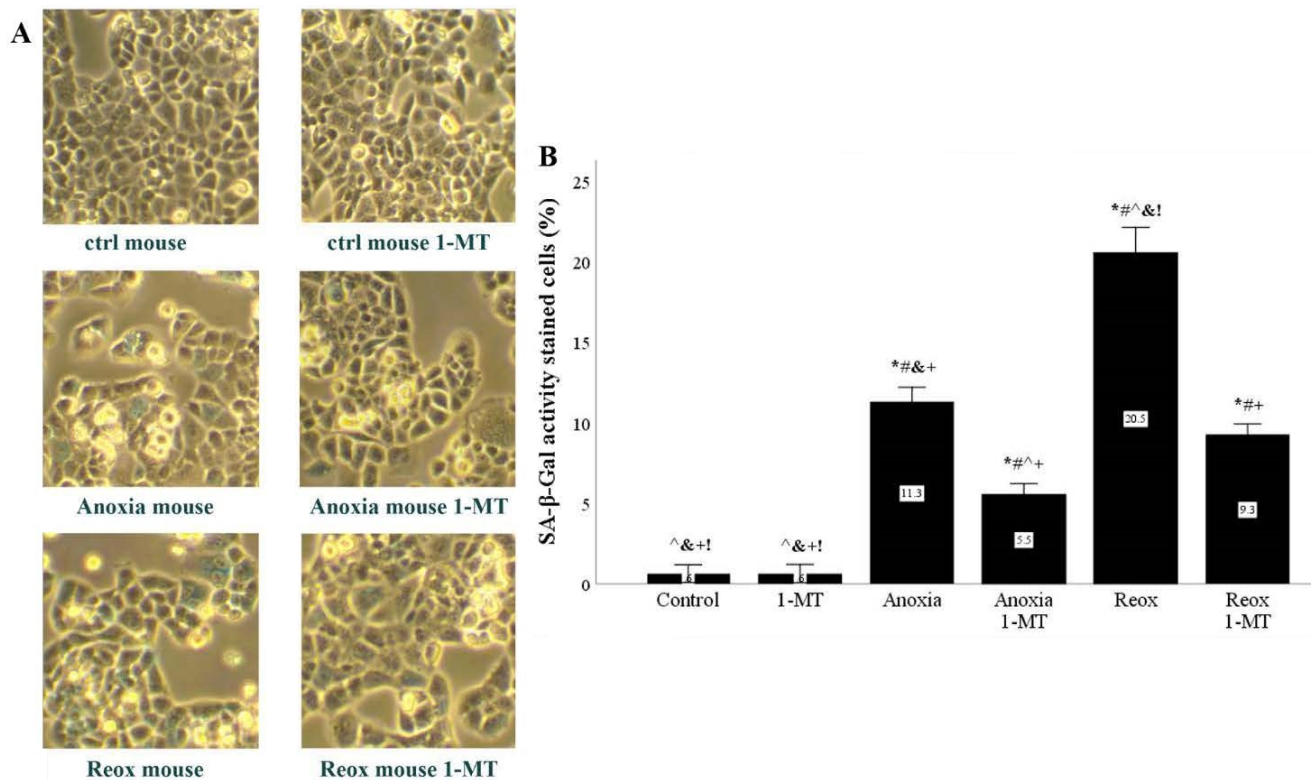 A
ctrl mouse
ctrl mouse 1-MT
Anoxia mouse
Anoxia mouse 1-MT
Reox mouse
Reox mouse 1-MT
B
SA-β-Gal activity stained cells (%)
25
20
15
10
5
0
^&+!
^&+!
*#&+
*#^+
*#^&!
*#+
.6
.6
11.3
5.5
20.5
9.3
Control
1-MT
Anoxia
Anoxia
1-MT
Reox
Reox
1-MT